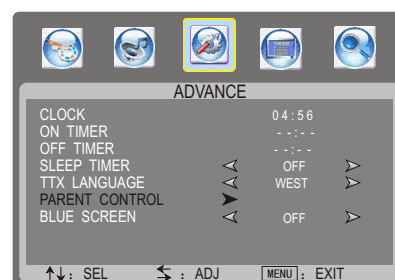 ADVANCE
CLOCK 04:56
ON TIMER --:--
OFF TIMER --:--
SLEEP TIMER OFF
TTX LANGUAGE WEST
PARENT CONTROL
BLUE SCREEN OFF
: SEL : ADJ MENU : EXIT